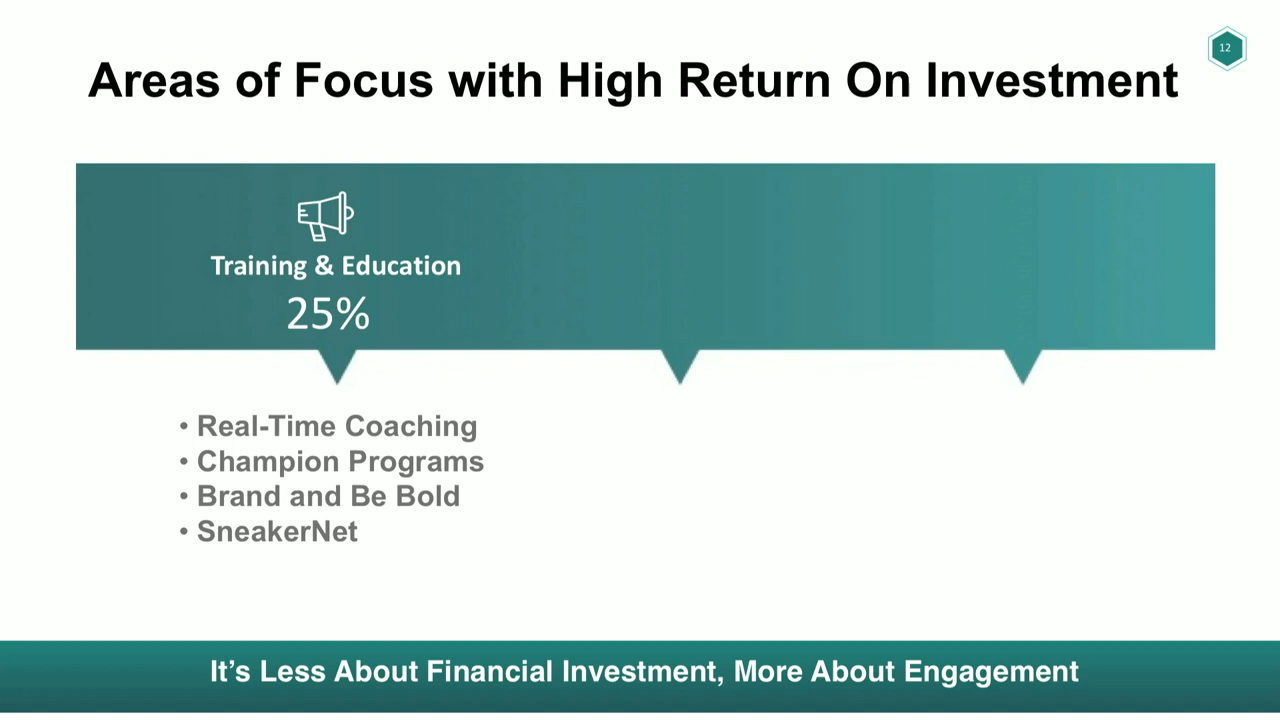 12
Areas of Focus with High Return On Investment
Training & Education
25%
• Real-Time Coaching
• Champion Programs
• Brand and Be Bold
• SneakerNet
It’s Less About Financial Investment, More About Engagement